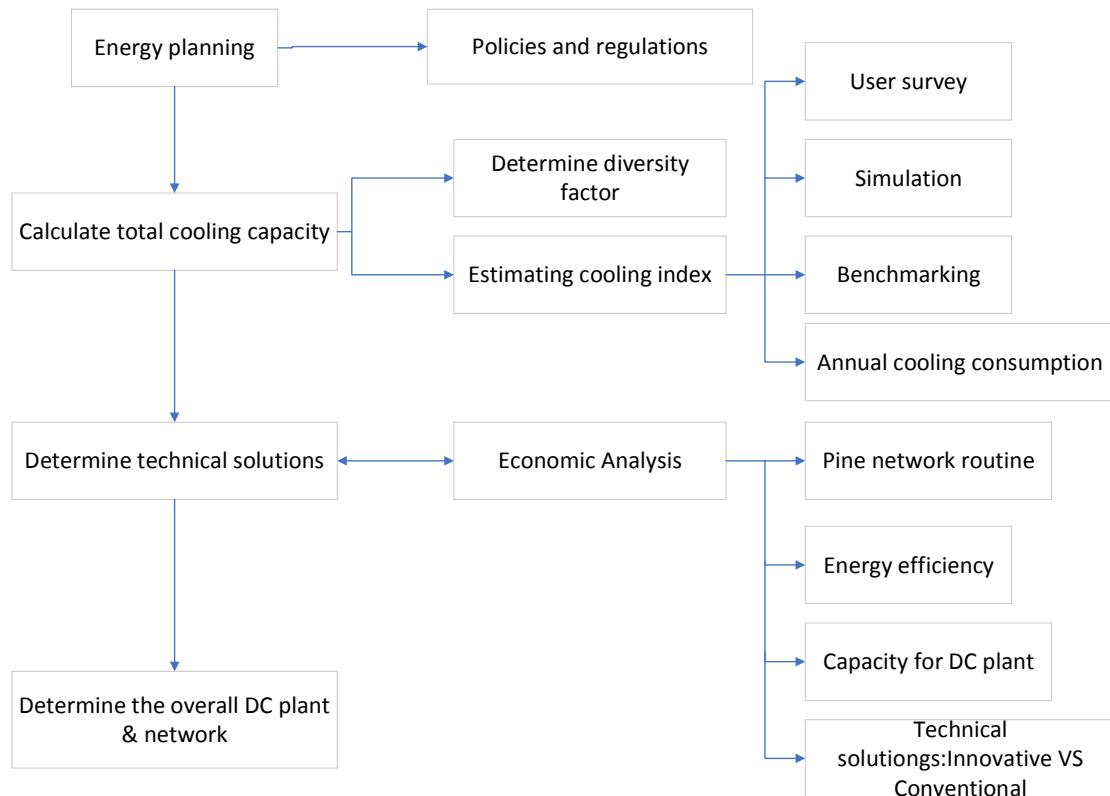 Energy planning
Policies and regulations
User survey
Determine diversity
factor
Simulation
Calculate total cooling capacity
Estimating cooling index
Benchmarking
Annual cooling consumption
Determine technical solutions
Economic Analysis
Pine network routine
Energy efficiency
Capacity for DC plant
Determine the overall DC plant
& network
Technical
solutiongs:Innovative VS
Conventional